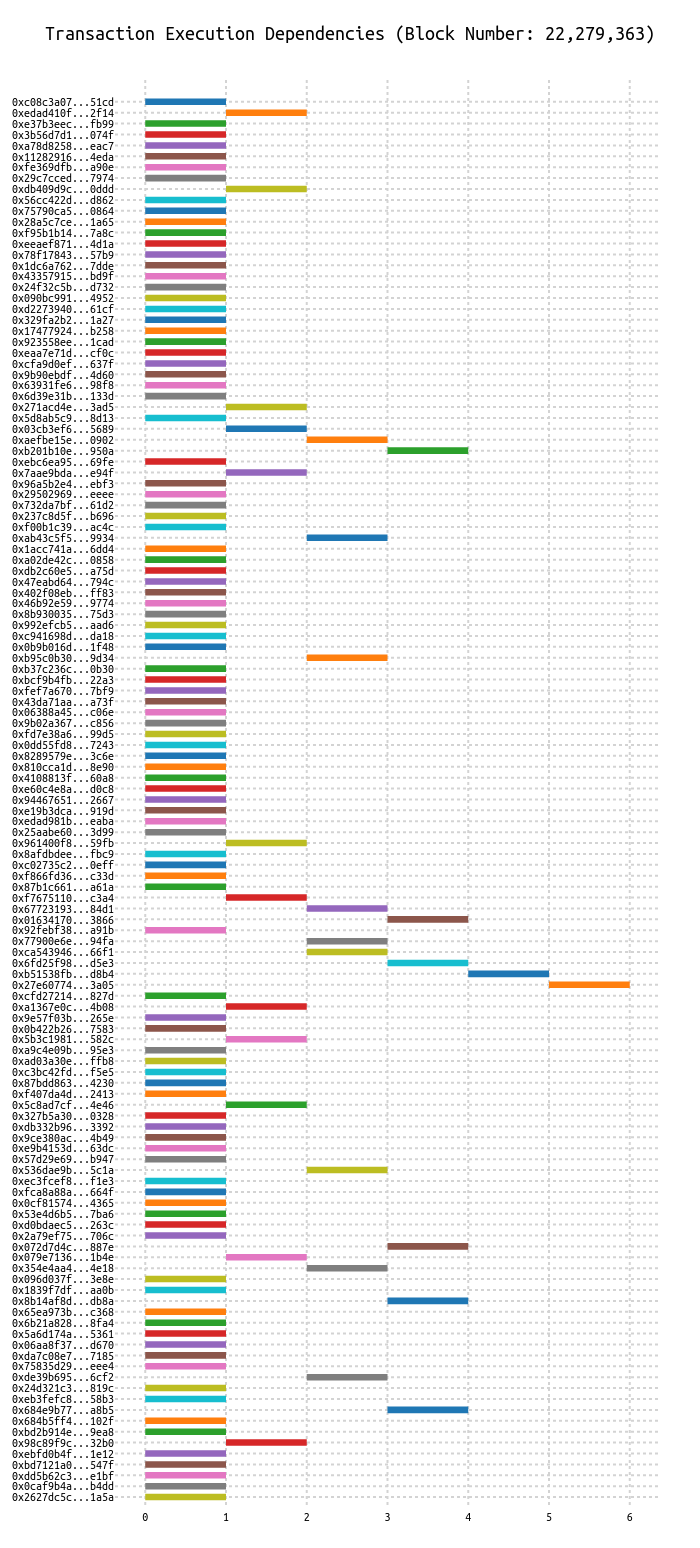 Transaction Execution Dependencies (Block Number: 22,279,363)
0xc08c3a07...51cd
0xedad410f...2f14
0xe37b3eec...fb99
0x3b56d7d1...074f
0xa78d8258...eac7
0x11282916...4eda
0xfe369dfb...a90e
0x29c7cced...7974
0xdb409d9c...0ddd
0x56cc422d...d862
0x75790ca5...0864
0x28a5c7ce...1a65
0xf95b1b14...7a8c
0xeeaef871...4d1a
0x78f17843...57b9
0x1dc6a762...7dde
0x43357915...bd9f
0x24f32c5b...d732
0x090bc991...4952
0xd2273940...61cf
0x329fa2b2...1a27
0x17477924...b258
0x923558ee...1cad
0xeaa7e71d...cf0c
0xcfa9d0ef...637f
0x9b90ebdf...4d60
0x63931fe6...98f8
0x6d39e31b...133d
0x271acd4e...3ad5
0x5d8ab5c9...8d13
0x03cb3ef6...5689
0xaefbe15e...0902
0xb201b10e...950a
0xebc6ea95...69fe
0x7aae9bda...e94f
0x96a5b2e4...ebf3
0x29502969...eeee
0x732da7bf...61d2
0x237c8d5f...b696
0xf00b1c39...ac4c
0xab43c5f5...9934
0x1acc741a...6dd4
0xa02de42c...0858
0xdb2c60e5...a75d
0x47eabd64...794c
0x402f08eb...ff83
0x46b92e59...9774
0x8b930035...75d3
0x992efcb5...aad6
0xc941698d...da18
0x0b9b016d...1f48
0xb95c0b30...9d34
0xb37c236c...0b30
0xbcf9b4fb...22a3
0xfef7a670...7bf9
0x43da71aa...a73f
0x06388a45...c06e
0x9b02a367...c856
0xfd7e38a6...99d5
0x0dd55fd8...7243
0x8289579e...3c6e
0x810cca1d...8e90
0x4108813f...60a8
0xe60c4e8a...d0c8
0x94467651...2667
0xe19b3dca...919d
0xedad981b...eaba
0x25aabe60...3d99
0x961400f8...59fb
0x8afdbdee...fbc9
0xc02735c2...0eff
0xf866fd36...c33d
0x87b1c661...a61a
0xf7675110...c3a4
0x67723193...84d1
0x01634170...3866
0x92febf38...a91b
0x77900e6e...94fa
0xca543946...66f1
0x6fd25f98...d5e3
0xb51538fb...d8b4
0x27e60774...3a05
0xcfd27214...827d
0xa1367e0c...4b08
0x9e57f03b...265e
0x0b422b26...7583
0x5b3c1981...582c
0xa9c4e09b...95e3
0xad03a30e...ffb8
0xc3bc42fd...f5e5
0x87bdd863...4230
0xf407da4d...2413
0x5c8ad7cf...4e46
0x327b5a30...0328
0xdb332b96...3392
0x9ce380ac...4b49
0xe9b4153d...63dc
0x57d29e69...b947
0x536dae9b...5c1a
0xec3fcef8...f1e3
0xfca8a88a...664f
0x0cf81574...4365
0x53e4d6b5...7ba6
0xd0bdaec5...263c
0x2a79ef75...706c
0x072d7d4c...887e
0x079e7136...1b4e
0x354e4aa4...4e18
0x096d037f...3e8e
0x1839f7df...aa0b
0x8b14af8d...db8a
0x65ea973b...c368
0x6b21a828...8fa4
0x5a6d174a...5361
0x06aa8f37...d670
0xda7c08e7...7185
0x75835d29...eee4
0xde39b695...6cf2
0x24d321c3...819c
0xeb3fefc8...58b3
0x684e9b77...a8b5
0x684b5ff4...102f
0xbd2b914e...9ea8
0x98c89f9c...32b0
0xebfd0b4f...1e12
0xbd7121a0...547f
0xdd5b62c3...e1bf
0x0caf9b4a...b4dd
0x2627dc5c...1a5a
0 1 2 3 4 5 6